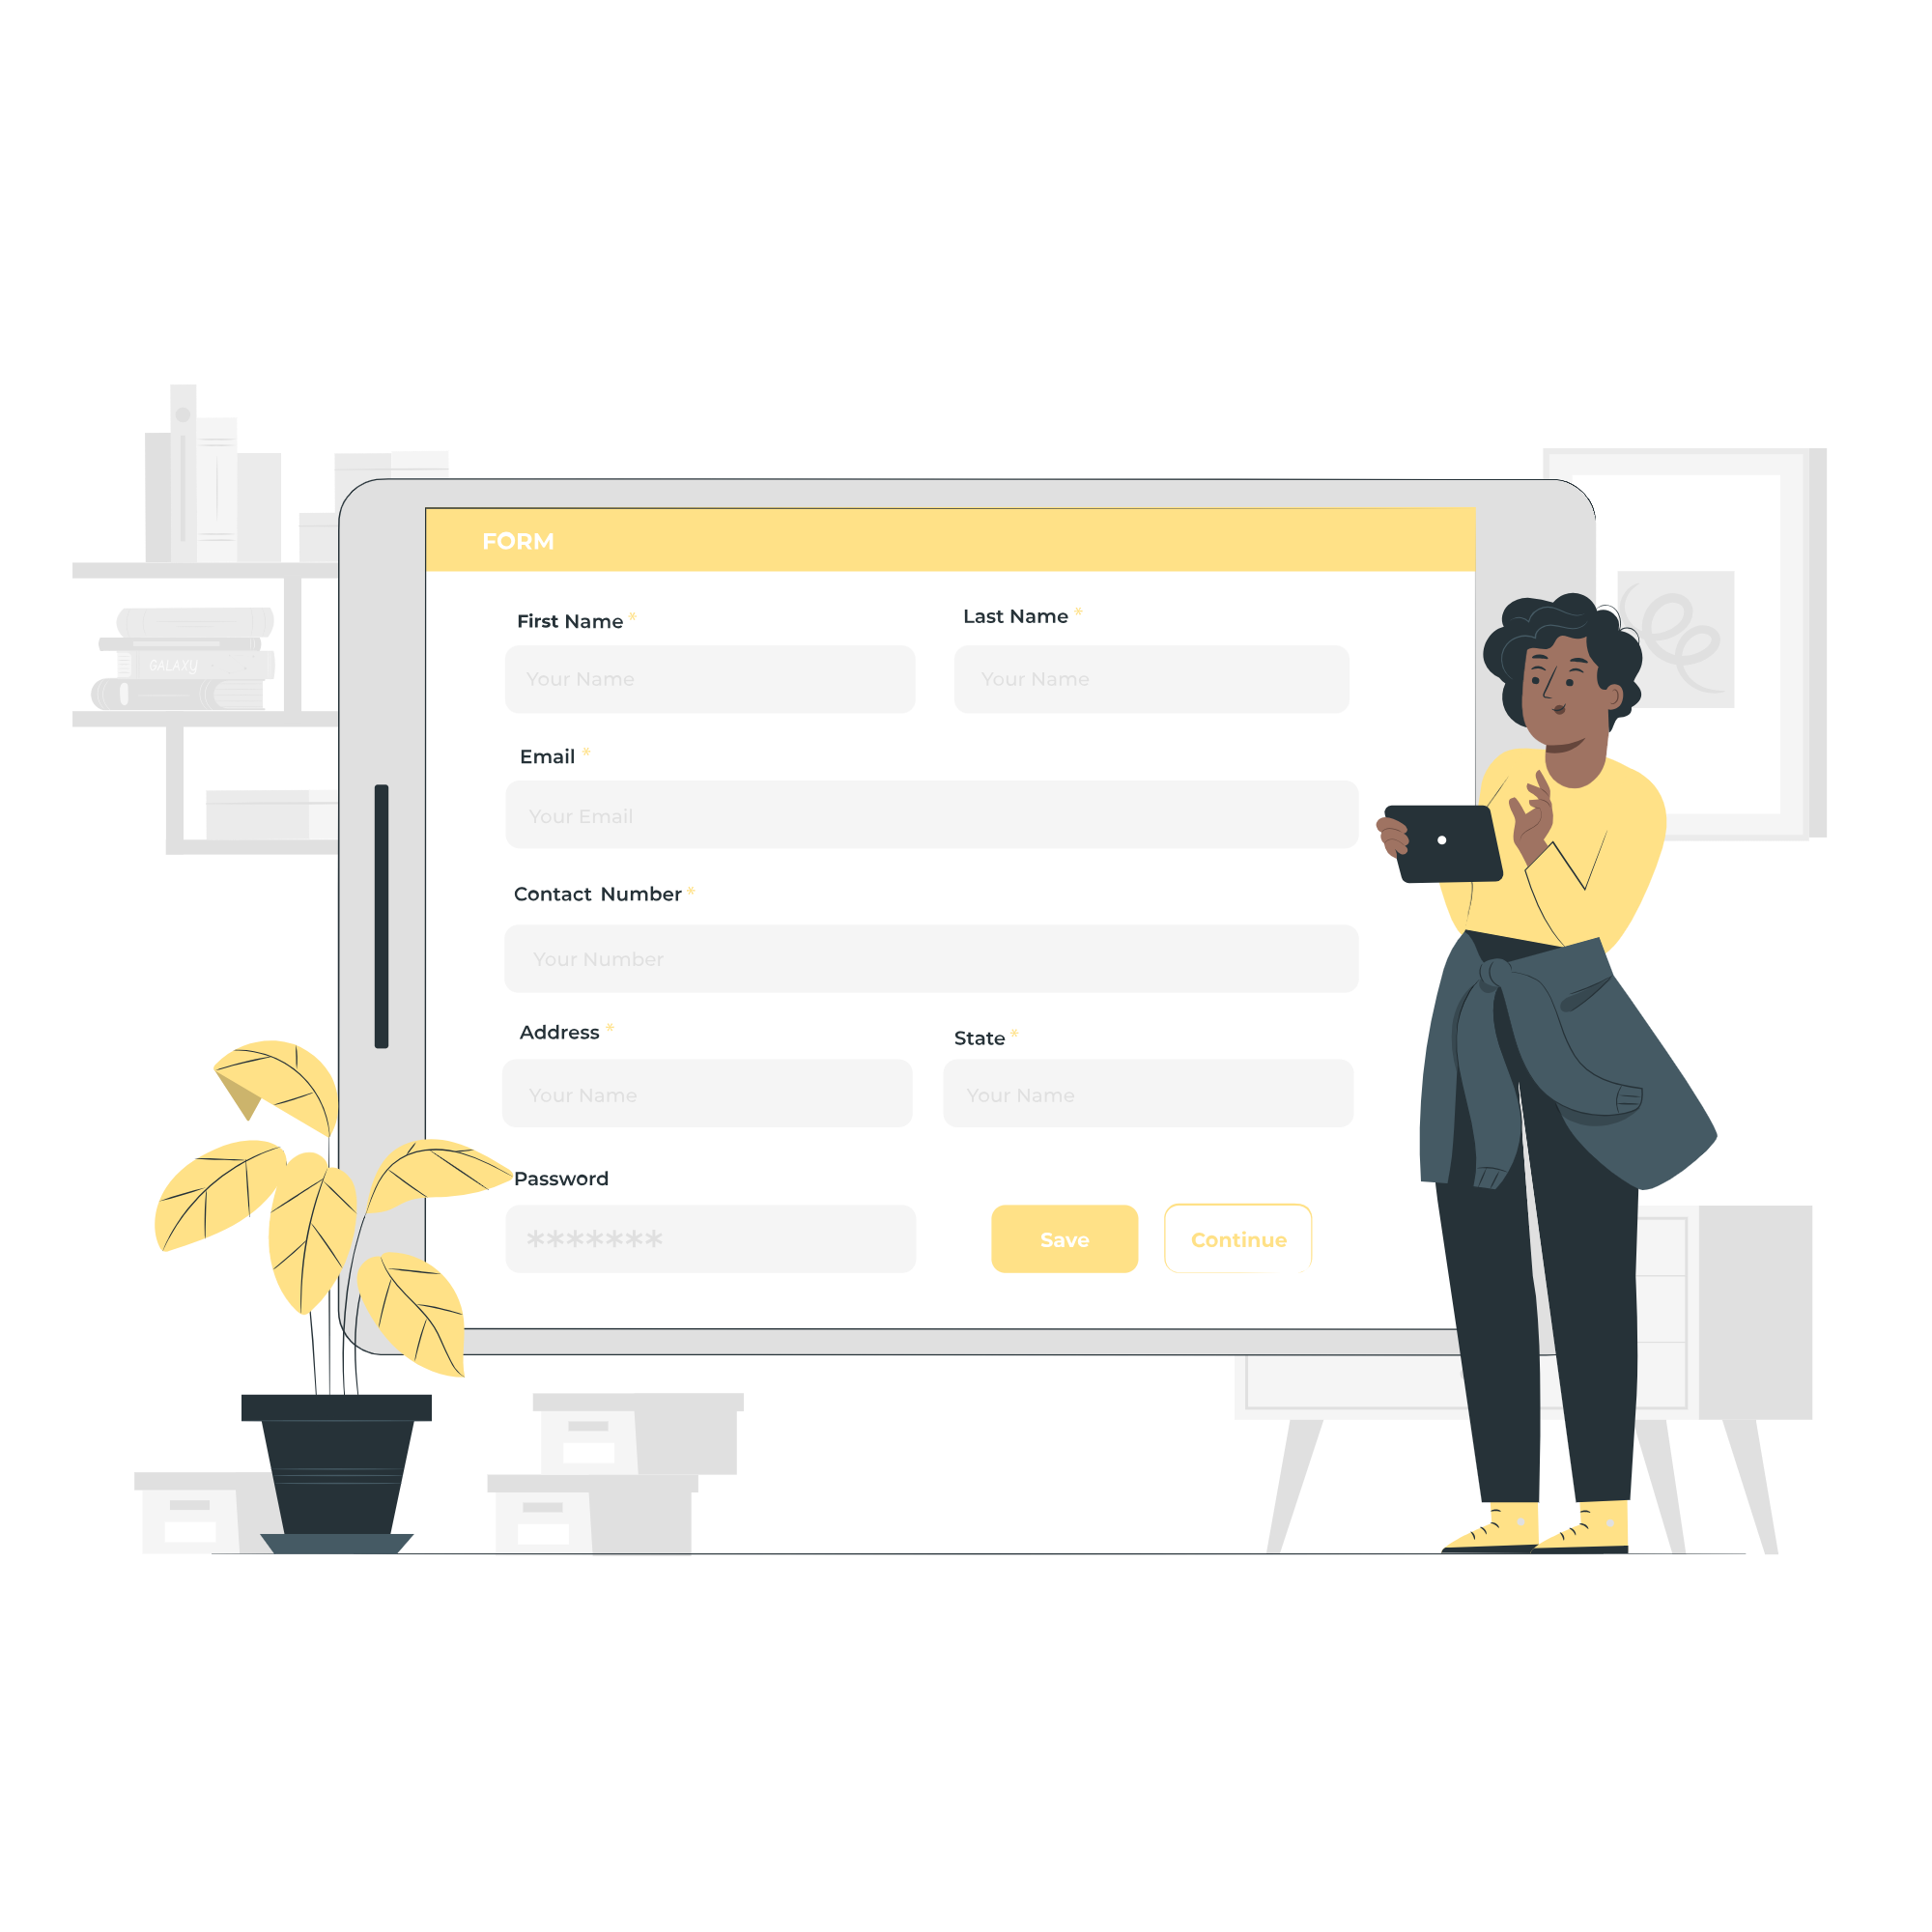 FORM
First Name * Last Name *
Your Name Your Name
Email *
Your Email
Contact Number *
Your Number
Address * State *
Your Name Your Name
Password
*******
Save Continue
GALAXY